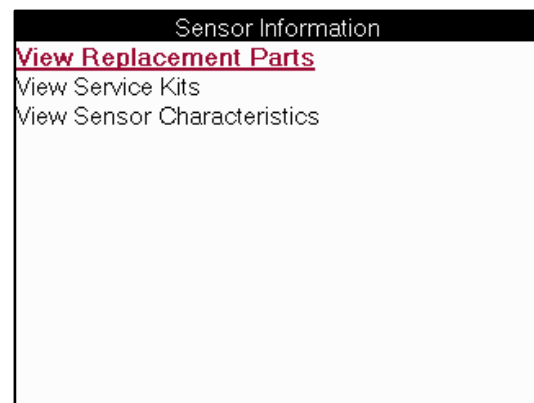 Sensor Information
View Replacement Parts
View Service Kits
View Sensor Characteristics